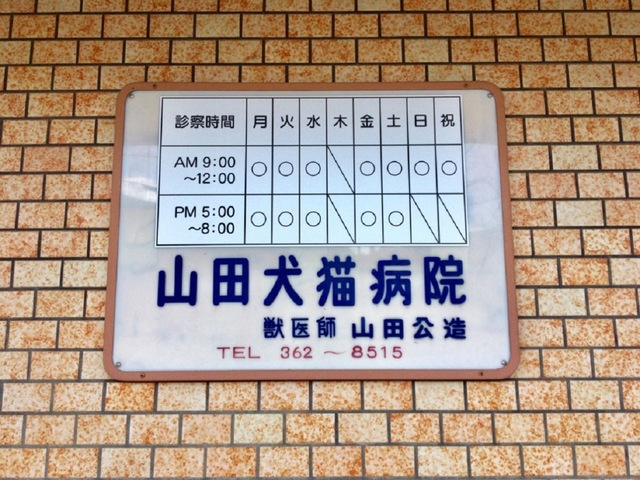 診察時間 月 火 水 木 金 土 日 祝
AM 9:00 ○ ○ ○ ╲ ○ ○ ○ ○
～12:00
PM 5:00 ○ ○ ○ ╲ ○ ○ ╲ ╲
～8:00
山田犬猫病院
獣医師 山田公造
TEL 362～8515